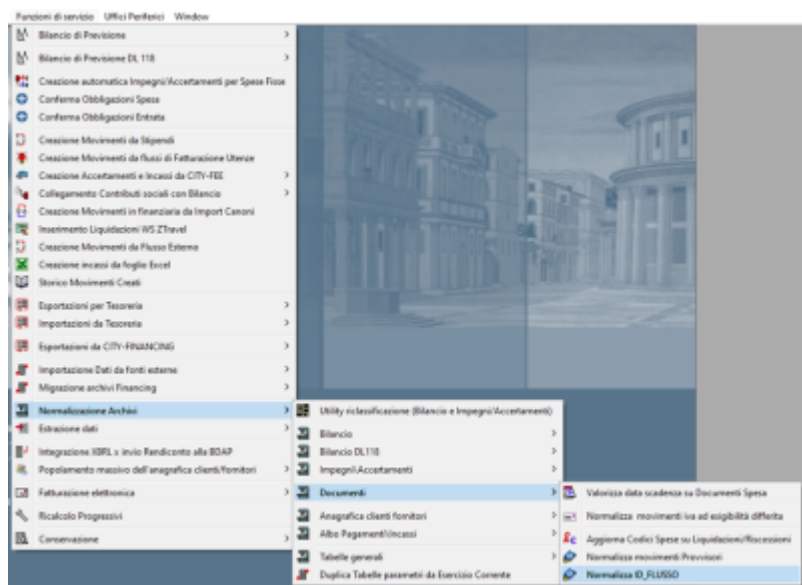 Funzioni di servizio Uffici Periferici Window
Bilancio di Previsione
Bilancio di Previsione DL 118
Creazione automatica Impegni/Accertamenti per Spese Fisse
Conferma Obbligazioni Spesa
Conferma Obbligazioni Entrata
Creazione Movimenti da Stipendi
Creazione Movimenti da flussi di Fatturazione Utenze
Creazione Accertamenti e Incassi da CITY-FEE
Collegamento Contributi sociali con Bilancio
Creazione Movimenti in finanziaria da Import Canoni
Inserimento Liquidazioni WS ZTravel
Creazione Movimenti da Flusso Esterno
Creazione incassi da foglio Excel
Storico Movimenti Creati
Esportazioni per Tesoreria
Importazioni da Tesoreria
Esportazioni da CITY-FINANCING
Importazione Dati da fonti esterne
Migrazione archivi Financing
Normalizzazione Archivi
Estrazione dati
Integrazione XBRL x invio Rendiconto alla BDAP
Popolamento massivo dell'anagrafica clienti/fornitori
Fatturazione elettronica
Ricalcolo Progressivi
Conservazione
Utility riclassificazione (Bilancio e Impegni/Accertamenti)
Bilancio
Bilancio DL118
Impegni\Accertamenti
Documenti
Anagrafica clienti fornitori
Albo Pagamenti\Incassi
Tabelle generali
Duplica Tabelle parametri da Esercizio Corrente
Valorizza data scadenza su Documenti Spesa
Normalizza movimenti iva ad esigibilità differita
Aggiorna Codici Spese su Liquidazioni/Riscossioni
Normalizza movimenti Provvisori
Normalizza ID_FLUSSO